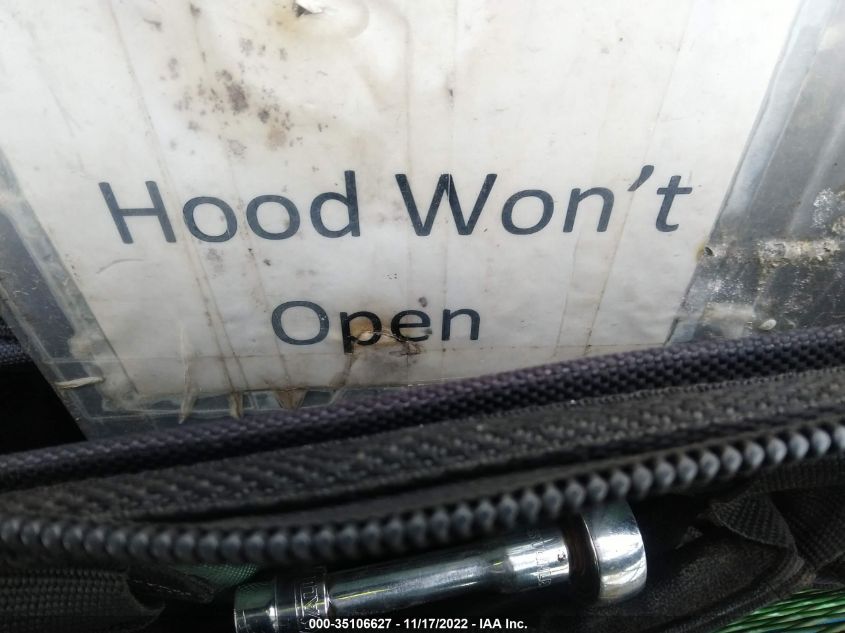 Hood Won't
Open
000-35106627 - 11/17/2022 - IAA Inc.